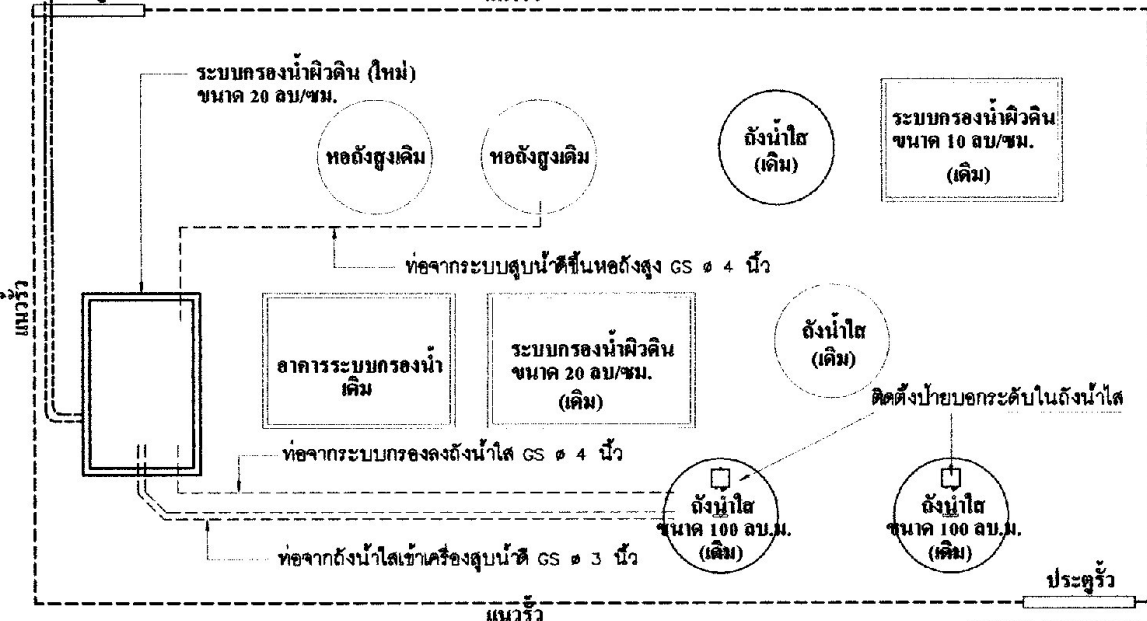 ระบบกรองน้ำผิวดิน (ใหม่)
ขนาด 20 ลบ/ชม.
หอถังสูงเดิม
หอถังสูงเดิม
ถังน้ำใส
(เดิม)
ระบบกรองน้ำผิวดิน
ขนาด 10 ลบ/ชม.
(เดิม)
ท่อจากระบบสูบน้ำดีขึ้นหอถังสูง GS ø 4 นิ้ว
แนวรั้ว
อาคารระบบกรองน้ำ
เดิม
ระบบกรองน้ำผิวดิน
ขนาด 20 ลบ/ชม.
(เดิม)
ถังน้ำใส
(เดิม)
ติดตั้งป้ายบอกระดับในถังน้ำใส
ท่อจากระบบกรองลงถังน้ำใส GS ø 4 นิ้ว
ถังน้ำใส
ขนาด 100 ลบ.ม.
(เดิม)
ถังน้ำใส
ขนาด 100 ลบ.ม.
(เดิม)
ท่อจากถังน้ำใสเข้าเครื่องสูบน้ำดี GS ø 3 นิ้ว
ประตูรั้ว
แนวรั้ว